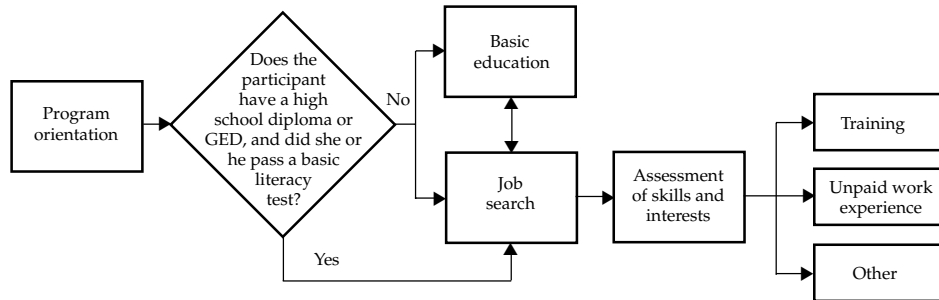 Program
orientation
Does the
participant
have a high
school diploma or
GED, and did she or
he pass a basic
literacy
test?
No
Yes
Basic
education
Job
search
Assessment
of skills and
interests
Training
Unpaid work
experience
Other